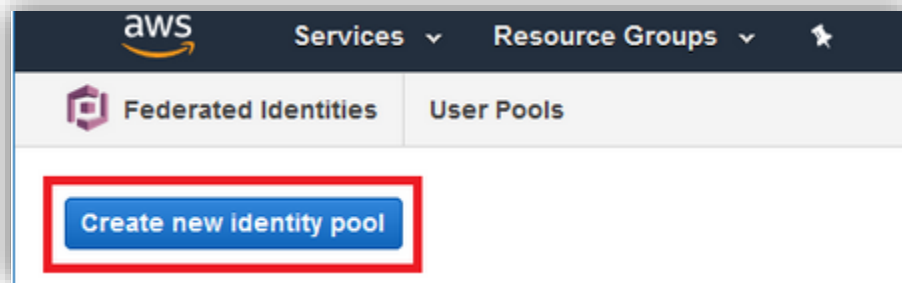 aws Services Resource Groups
Federated Identities User Pools
Create new identity pool